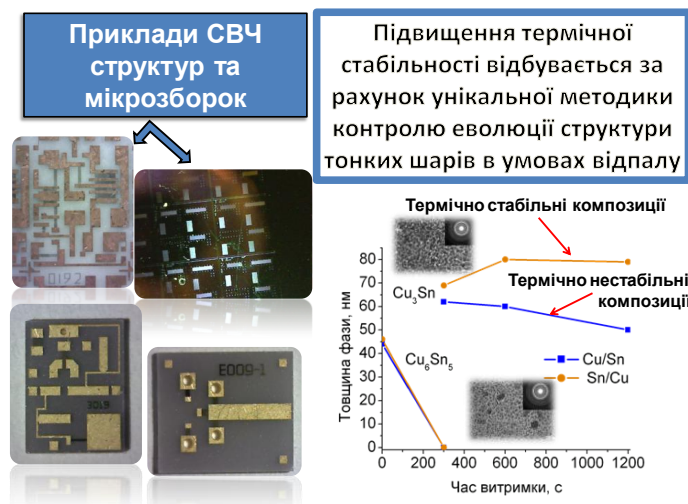 Приклади СВЧ
структур та
мікрозборок
Підвищення термічної
стабільності відбувається за
рахунок унікальної методики
контролю еволюції структури
тонких шарів в умовах відпалу
0192
3013
E009-1
Термічно стабільні композиції
Термічно нестабільні
композиції
Cu₃Sn
Cu₆Sn₅
Cu/Sn
Sn/Cu
Товщина фази, нм
80
70
60
50
40
30
20
10
0
0 200 400 600 800 1000 1200
Час витримки, с